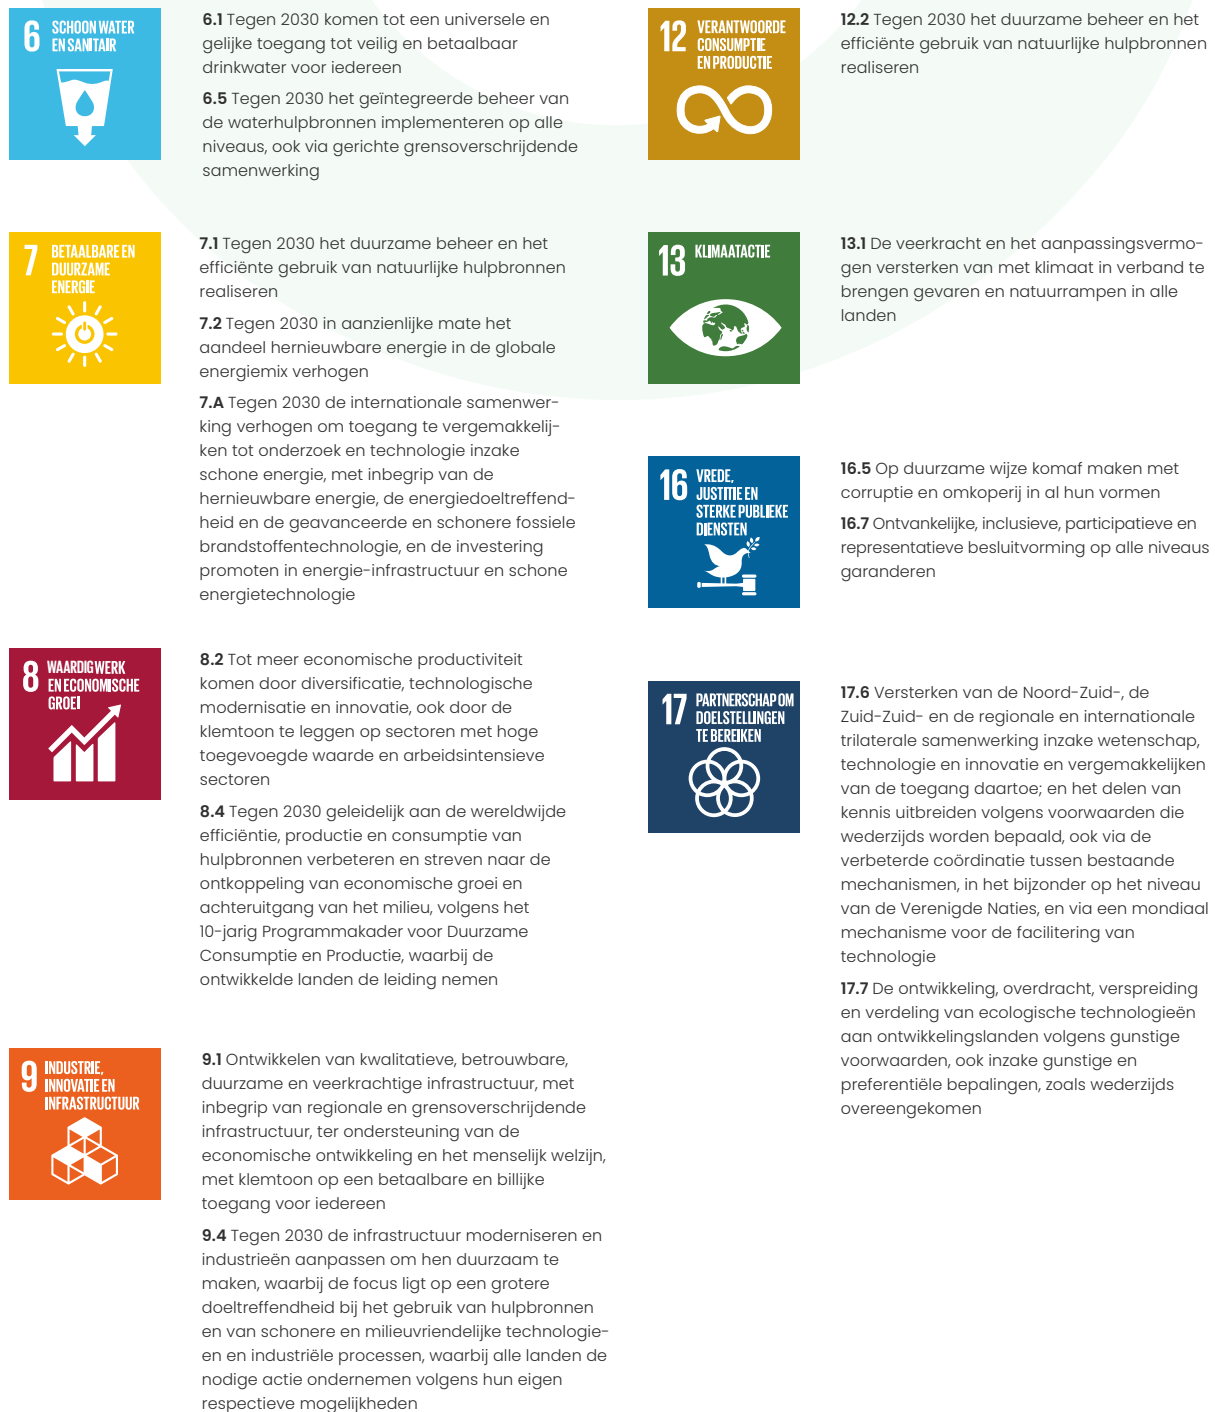 6 SCHOON WATER
EN SANITAIR
6.1 Tegen 2030 komen tot een universele en
gelijke toegang tot veilig en betaalbaar
drinkwater voor iedereen
6.5 Tegen 2030 het geïntegreerde beheer van
de waterhulpbronnen implementeren op alle
niveaus, ook via gerichte grensoverschrijdende
samenwerking
7 BETAALBARE EN
DUURZAME
ENERGIE
7.1 Tegen 2030 het duurzame beheer en het
efficiënte gebruik van natuurlijke hulpbronnen
realiseren
7.2 Tegen 2030 in aanzienlijke mate het
aandeel hernieuwbare energie in de globale
energiemix verhogen
7.A Tegen 2030 de internationale samenwer-
king verhogen om toegang te vergemakkelij-
ken tot onderzoek en technologie inzake
schone energie, met inbegrip van de
hernieuwbare energie, de energiedoeltreffend-
heid en de geavanceerde en schonere fossiele
brandstoffentechnologie, en de investering
promoten in energie-infrastructuur en schone
energietechnologie
8 WAARDIG WERK
EN ECONOMISCHE
GROEI
8.2 Tot meer economische productiviteit
komen door diversificatie, technologische
modernisatie en innovatie, ook door de
klemtoon te leggen op sectoren met hoge
toegevoegde waarde en arbeidsintensieve
sectoren
8.4 Tegen 2030 geleidelijk aan de wereldwijde
efficiëntie, productie en consumptie van
hulpbronnen verbeteren en streven naar de
ontkoppeling van economische groei en
achteruitgang van het milieu, volgens het
10-jarig Programmakader voor Duurzame
Consumptie en Productie, waarbij de
ontwikkelde landen de leiding nemen
9 INDUSTRIE,
INNOVATIE EN
INFRASTRUCTUUR
9.1 Ontwikkelen van kwalitatieve, betrouwbare,
duurzame en veerkrachtige infrastructuur, met
inbegrip van regionale en grensoverschrijdende
infrastructuur, ter ondersteuning van de
economische ontwikkeling en het menselijk welzijn,
met klemtoon op een betaalbare en billijke
toegang voor iedereen
9.4 Tegen 2030 de infrastructuur moderniseren en
industrieën aanpassen om hen duurzaam te
maken, waarbij de focus ligt op een grotere
doeltreffendheid bij het gebruik van hulpbronnen
en van schonere en milieuvriendelijke technologie-
en en industriële processen, waarbij alle landen de
nodige actie ondernemen volgens hun eigen
respectieve mogelijkheden
12 VERANTWOORDE
CONSUMPTIE
EN PRODUCTIE
12.2 Tegen 2030 het duurzame beheer en het
efficiënte gebruik van natuurlijke hulpbronnen
realiseren
13 KLIMAATACTIE
13.1 De veerkracht en het aanpassingsvermo-
gen versterken van met klimaat in verband te
brengen gevaren en natuurrampen in alle
landen
16 VREDE,
JUSTITIE EN
STERKE PUBLIEKE
DIENSTEN
16.5 Op duurzame wijze komaf maken met
corruptie en omkoperij in al hun vormen
16.7 Ontvankelijke, inclusieve, participatieve en
representatieve besluitvorming op alle niveaus
garanderen
17 PARTNERSCHAP OM
DOELSTELLINGEN
TE BEREIKEN
17.6 Versterken van de Noord-Zuid-, de
Zuid-Zuid- en de regionale en internationale
trilaterale samenwerking inzake wetenschap,
technologie en innovatie en vergemakkelijken
van de toegang daartoe; en het delen van
kennis uitbreiden volgens voorwaarden die
wederzijds worden bepaald, ook via de
verbeterde coördinatie tussen bestaande
mechanismen, in het bijzonder op het niveau
van de Verenigde Naties, en via een mondiaal
mechanisme voor de facilitering van
technologie
17.7 De ontwikkeling, overdracht, verspreiding
en verdeling van ecologische technologieën
aan ontwikkelingslanden volgens gunstige
voorwaarden, ook inzake gunstige en
preferentiële bepalingen, zoals wederzijds
overeengekomen